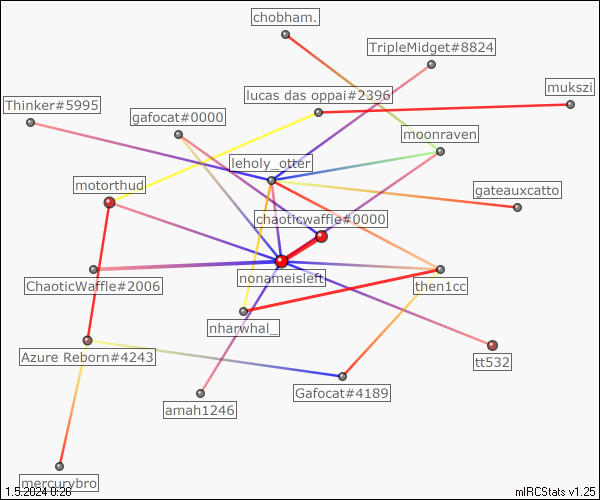 chobham.
TripleMidget#8824
mukszi
lucas das oppai#2396
Thinker#5995
gafocat#0000
moonraven
leholy_otter
motorthud
gateauxcatto
chaoticwaffle#0000
nonameisleft
ChaoticWaffle#2006
then1cc
nharwhal_
Azure Reborn#4243
tt532
Gafocat#4189
amah1246
mercurybro
1.5.2024 0:26
mIRCStats v1.25